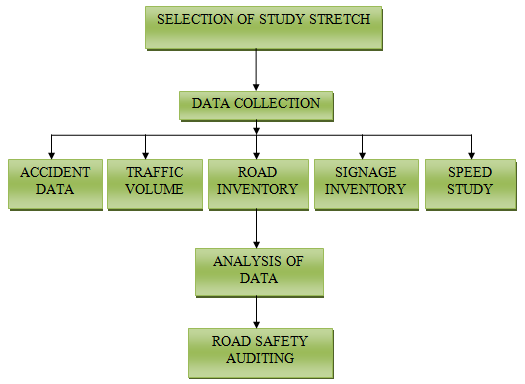 SELECTION OF STUDY STRETCH
DATA COLLECTION
ACCIDENT
DATA
TRAFFIC
VOLUME
ROAD
INVENTORY
SIGNAGE
INVENTORY
SPEED
STUDY
ANALYSIS OF
DATA
ROAD SAFETY
AUDITING